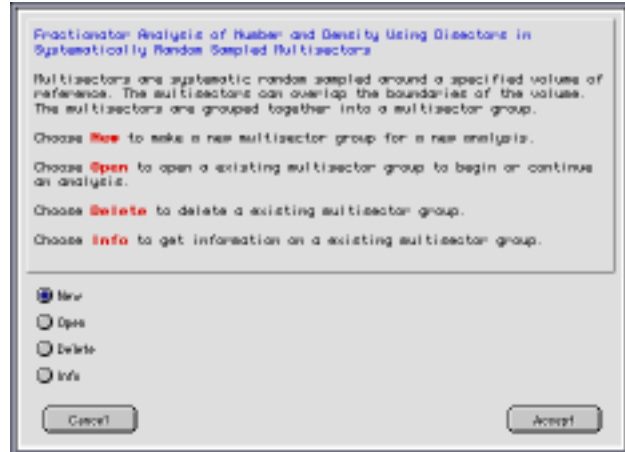 Fractionator Analysis of Number and Density Using Disectors in
Systematically Random Sampled Multisectors
Multisectors are systematic random sampled around a specified volume of
reference. The multisectors can overlap the boundaries of the volume.
The multisectors are grouped together into a multisector group.
Choose New to make a new multisector group for a new analysis.
Choose Open to open a existing multisector group to begin or continue
an analysis.
Choose Delete to delete a existing multisector group.
Choose Info to get information on a existing multisector group.
New
Open
Delete
Info
Cancel Accept